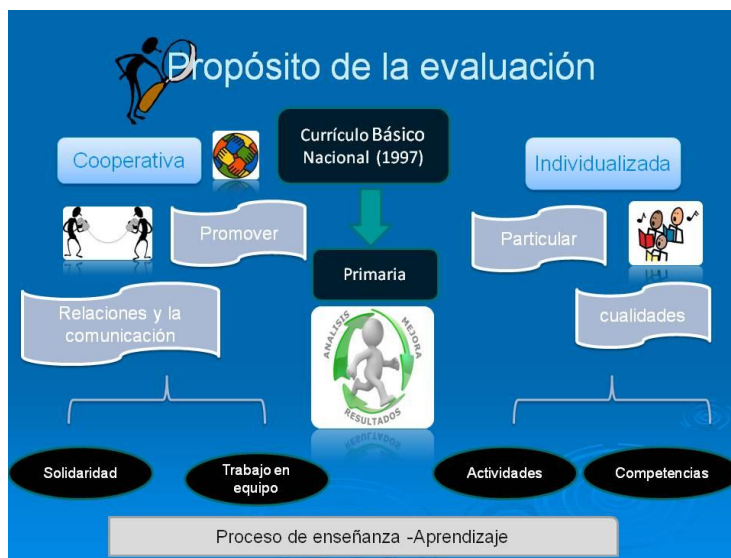 Propósito de la evaluación
Currículo Básico
Nacional (1997)
Cooperativa
Individualizada
Promover
Particular
Primaria
Relaciones y la
comunicación
cualidades
ANALISIS
MEJORA
RESULTADOS
Solidaridad
Trabajo en
equipo
Actividades
Competencias
Proceso de enseñanza -Aprendizaje